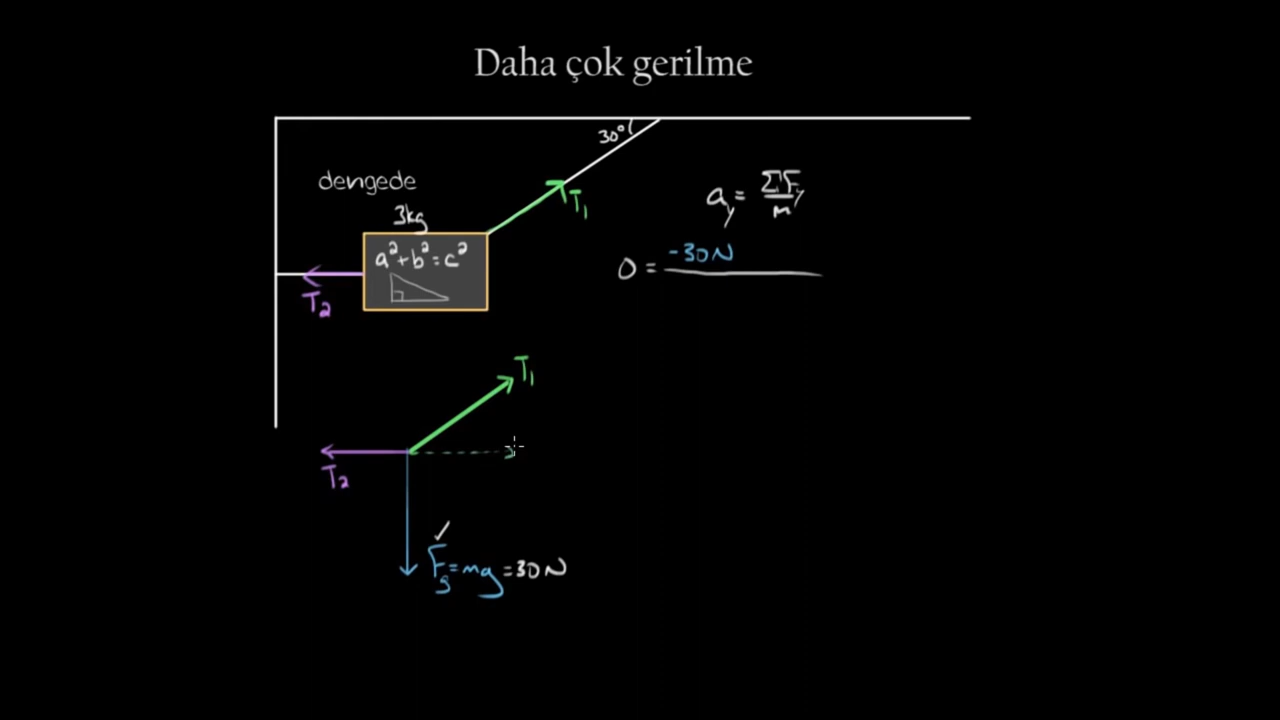 Daha çok gerilme
30°
dengede
T₁
a_y = ΣF_y / m
3kg
a² + b² = c²
-30N
0 =
T₂
T₁
T₂
F_g = mg = 30N